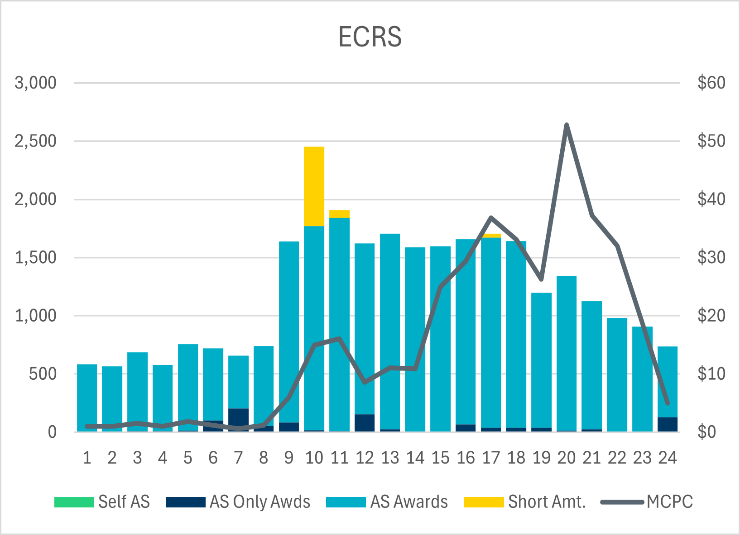 ECRS
3,000 $60
2,500 $50
2,000 $40
1,500 $30
1,000 $20
500 $10
0 $0
1 2 3 4 5 6 7 8 9 10 11 12 13 14 15 16 17 18 19 20 21 22 23 24
Self AS AS Only Awds AS Awards Short Amt. MCPC